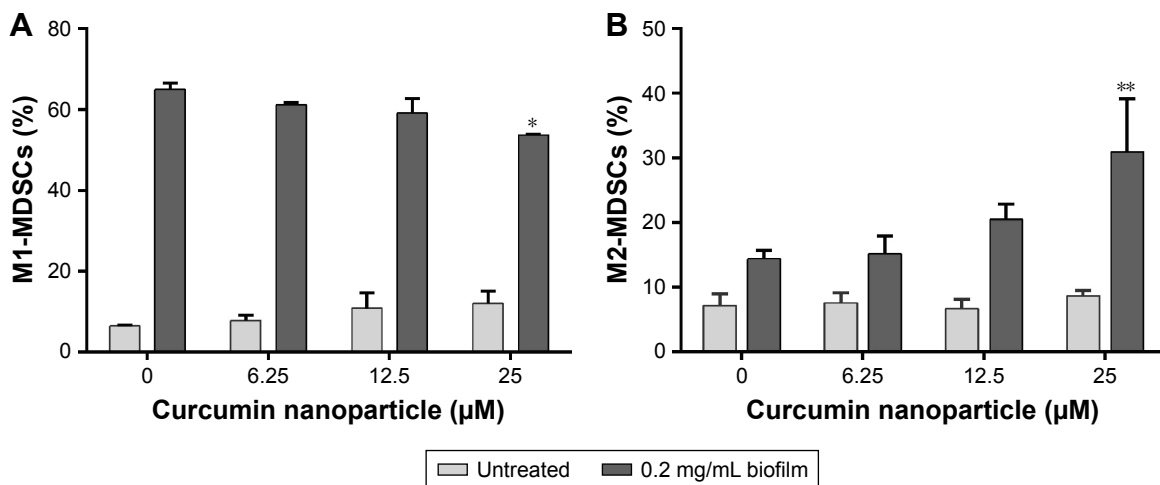 A
M1-MDSCs (%)
80
60
40
20
0
*
0 6.25 12.5 25
Curcumin nanoparticle (µM)
B
M2-MDSCs (%)
50
40
30
20
10
0
**
0 6.25 12.5 25
Curcumin nanoparticle (µM)
Untreated 0.2 mg/mL biofilm